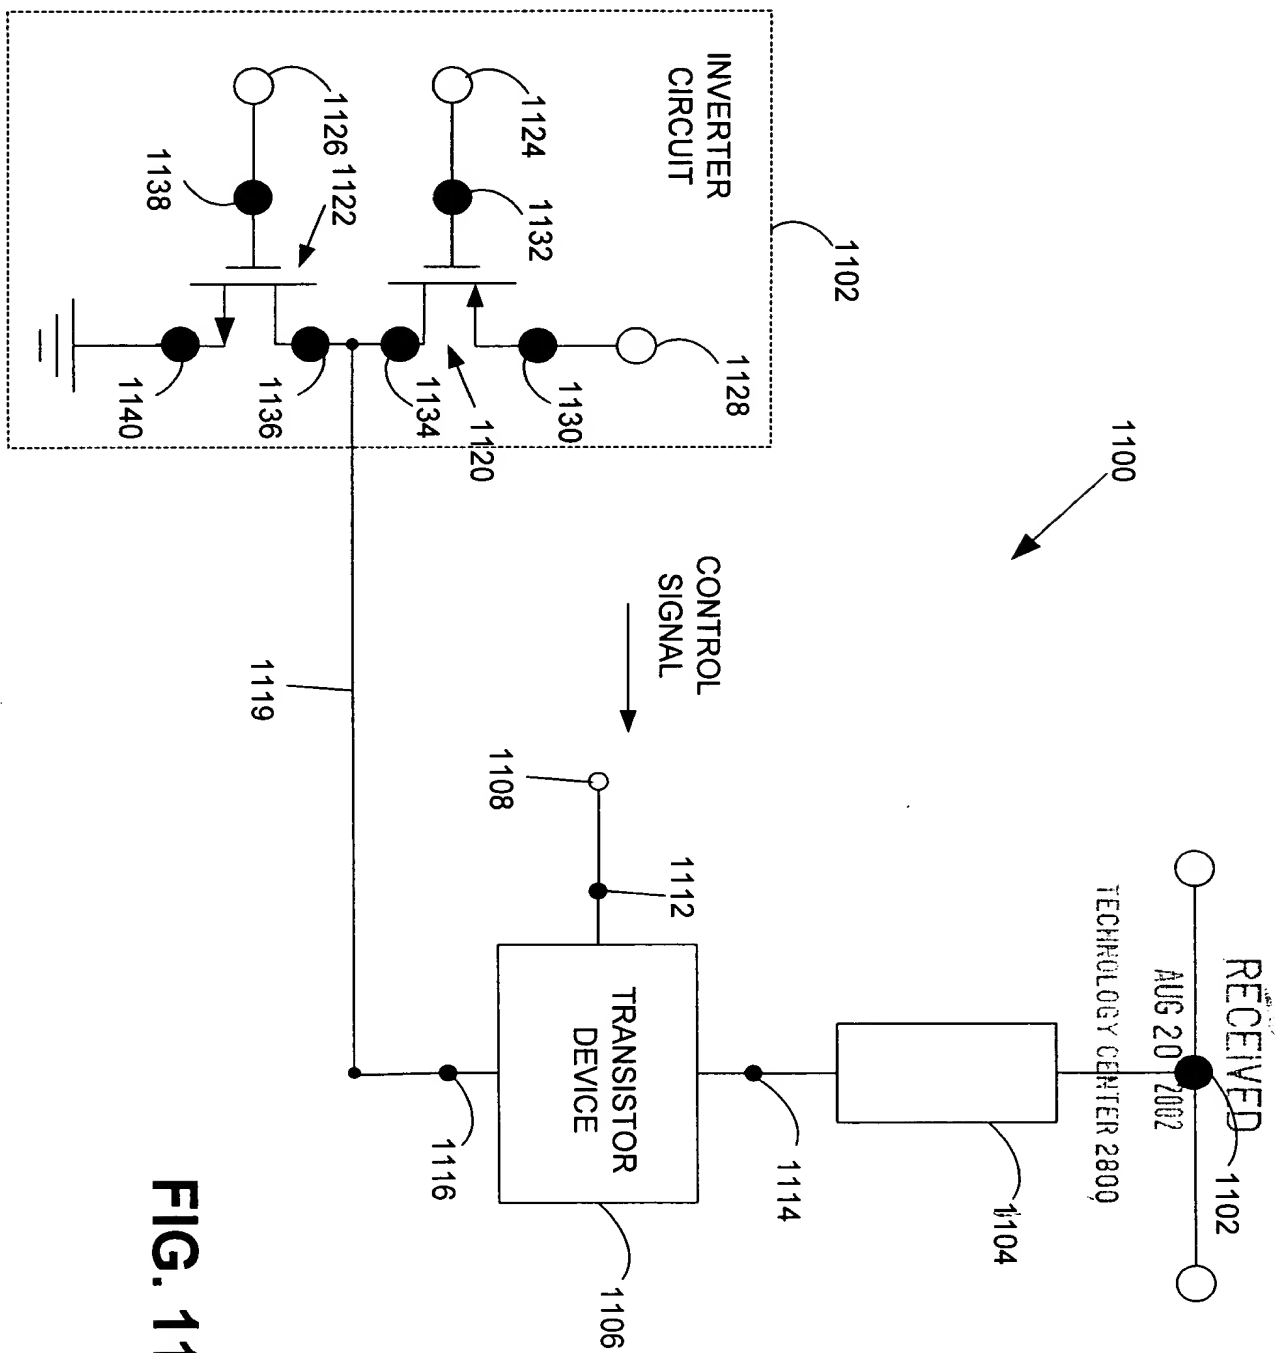 INVERTER
CIRCUIT
1102
1124
1132
1128
1130
1134
1120
1126
1122
1138
1136
1140
1100
CONTROL
SIGNAL
1119
1108
1112
TRANSISTOR
DEVICE
1116
1114
1106
1104
1102
RECEIVED
AUG 20 2002
TECHNOLOGY CENTER 2800
FIG. 11